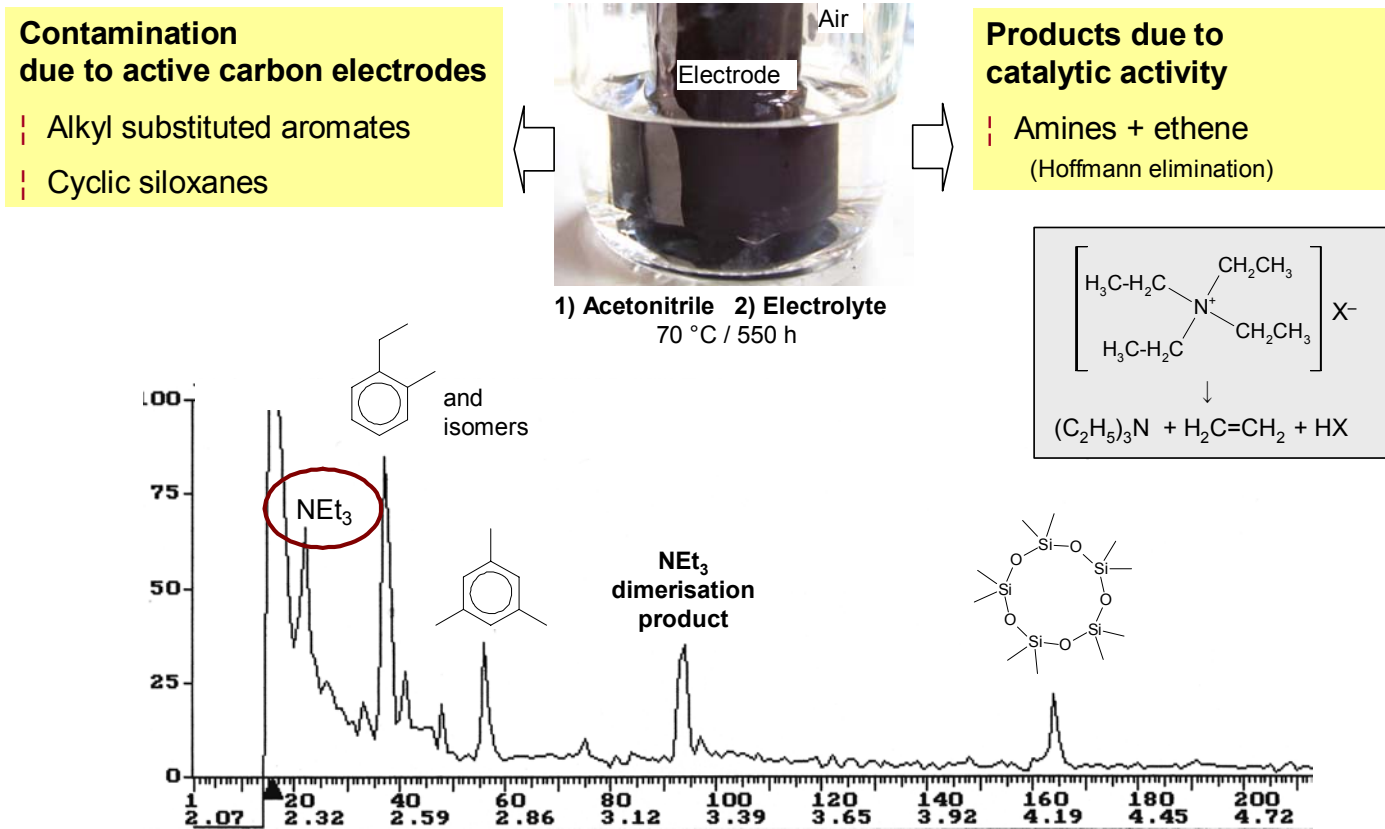 Contamination
due to active carbon electrodes
¦ Alkyl substituted aromates
¦ Cyclic siloxanes
Air
Electrode
1) Acetonitrile 2) Electrolyte
70 °C / 550 h
Products due to
catalytic activity
¦ Amines + ethene
(Hoffmann elimination)
CH₂CH₃
H₃C-H₂C
N⁺
X⁻
CH₂CH₃
H₃C-H₂C
↓
(C₂H₅)₃N + H₂C=CH₂ + HX
and
isomers
NEt₃
NEt₃
dimerisation
product
Si O Si O Si O Si O Si O
100
75
50
25
0
1 20 40 60 80 100 120 140 160 180 200
2.07 2.32 2.59 2.86 3.12 3.39 3.65 3.92 4.19 4.45 4.72